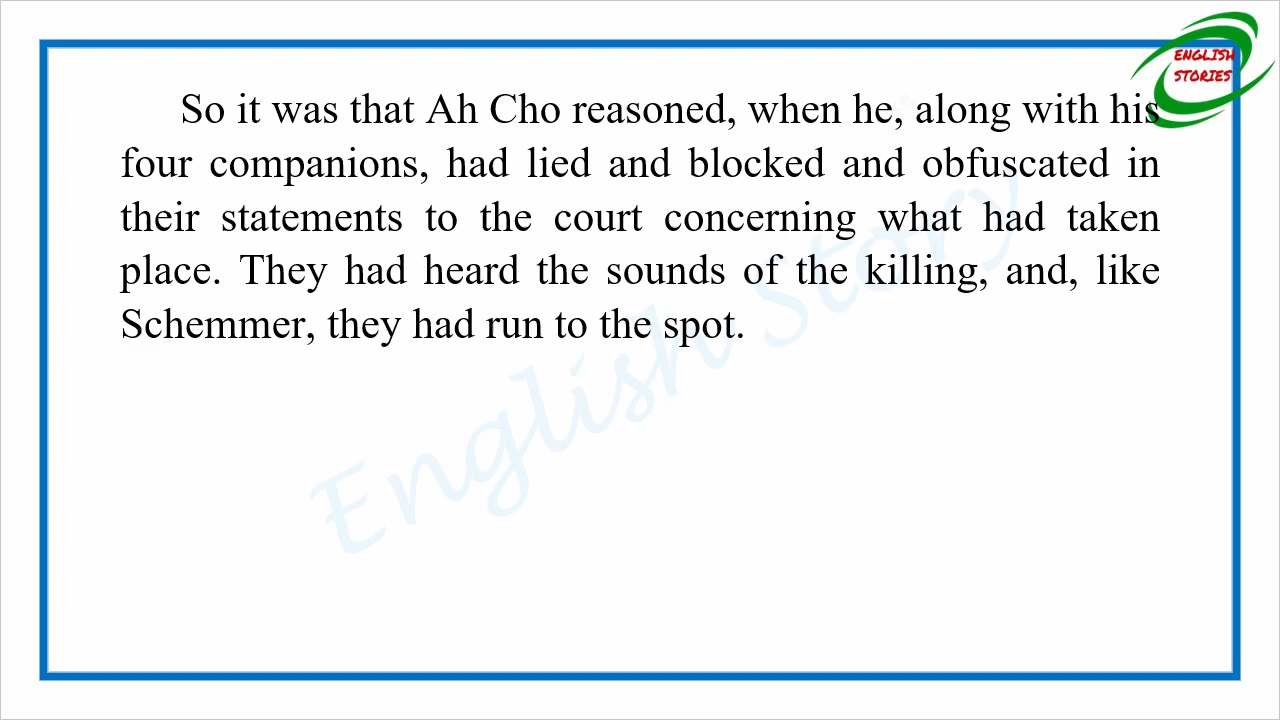 ENGLISH
STORIES
So it was that Ah Cho reasoned, when he, along with his
four companions, had lied and blocked and obfuscated in
their statements to the court concerning what had taken
place. They had heard the sounds of the killing, and, like
Schemmer, they had run to the spot.
English Story